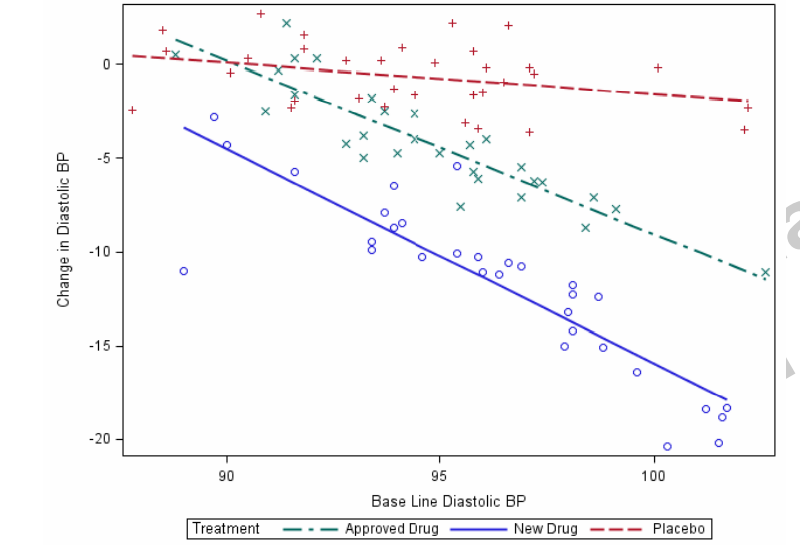 0
-5
-10
-15
-20
Change in Diastolic BP
90 95 100
Base Line Diastolic BP
Treatment Approved Drug New Drug Placebo